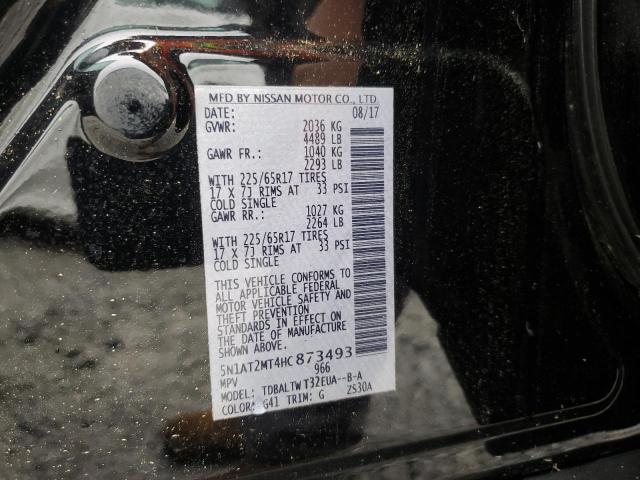 MFD BY NISSAN MOTOR CO., LTD
DATE: 08/17
GVWR: 2036 KG
4489 LB
GAWR FR.: 1040 KG
2293 LB
WITH 225/65R17 TIRES
17 X 7J RIMS AT 33 PSI
COLD SINGLE
GAWR RR.: 1027 KG
2264 LB
WITH 225/65R17 TIRES
17 X 7J RIMS AT 33 PSI
COLD SINGLE
THIS VEHICLE CONFORMS TO
ALL APPLICABLE FEDERAL
MOTOR VEHICLE SAFETY AND
THEFT PREVENTION
STANDARDS IN EFFECT ON
THE DATE OF MANUFACTURE
SHOWN ABOVE.
5N1AT2MT4HC873493
MPV 966
MODEL: TDBALTWT32EUA--B-A
COLOR: G41 TRIM: G ZS30A